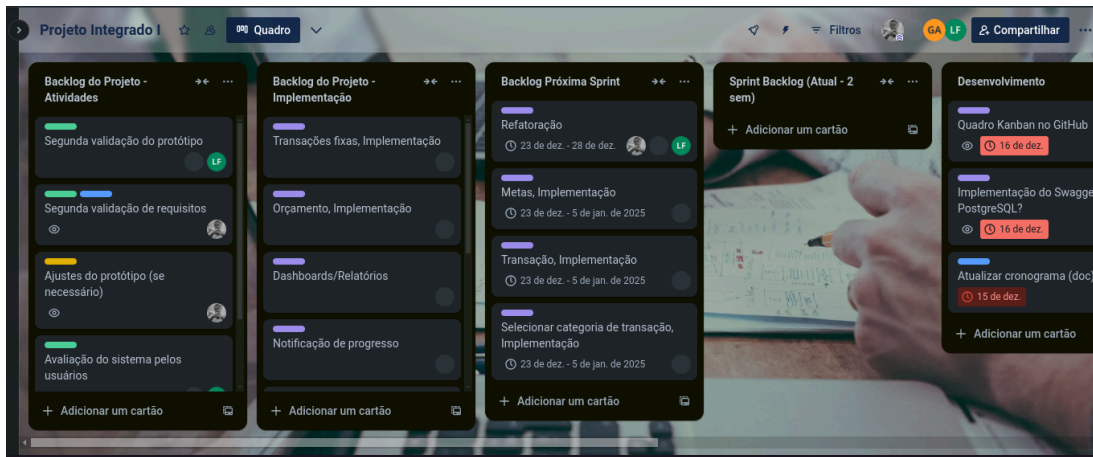 Projeto Integrado I
Quadro
Filtros
GA
LF
Compartilhar
Backlog do Projeto -
Atividades
Segunda validação do protótipo
LF
Segunda validação de requisitos
Ajustes do protótipo (se
necessário)
Avaliação do sistema pelos
usuários
+ Adicionar um cartão
Backlog do Projeto -
Implementação
Transações fixas, Implementação
Orçamento, Implementação
Dashboards/Relatórios
Notificação de progresso
+ Adicionar um cartão
Backlog Próxima Sprint
Refatoração
23 de dez. - 28 de dez.
LF
Metas, Implementação
23 de dez. - 5 de jan. de 2025
Transação, Implementação
23 de dez. - 5 de jan. de 2025
Selecionar categoria de transação,
Implementação
23 de dez. - 5 de jan. de 2025
+ Adicionar um cartão
Sprint Backlog (Atual - 2
sem)
+ Adicionar um cartão
Desenvolvimento
Quadro Kanban no GitHub
16 de dez.
Implementação do Swagge
PostgreSQL?
16 de dez.
Atualizar cronograma (doc)
15 de dez.
+ Adicionar um cartão